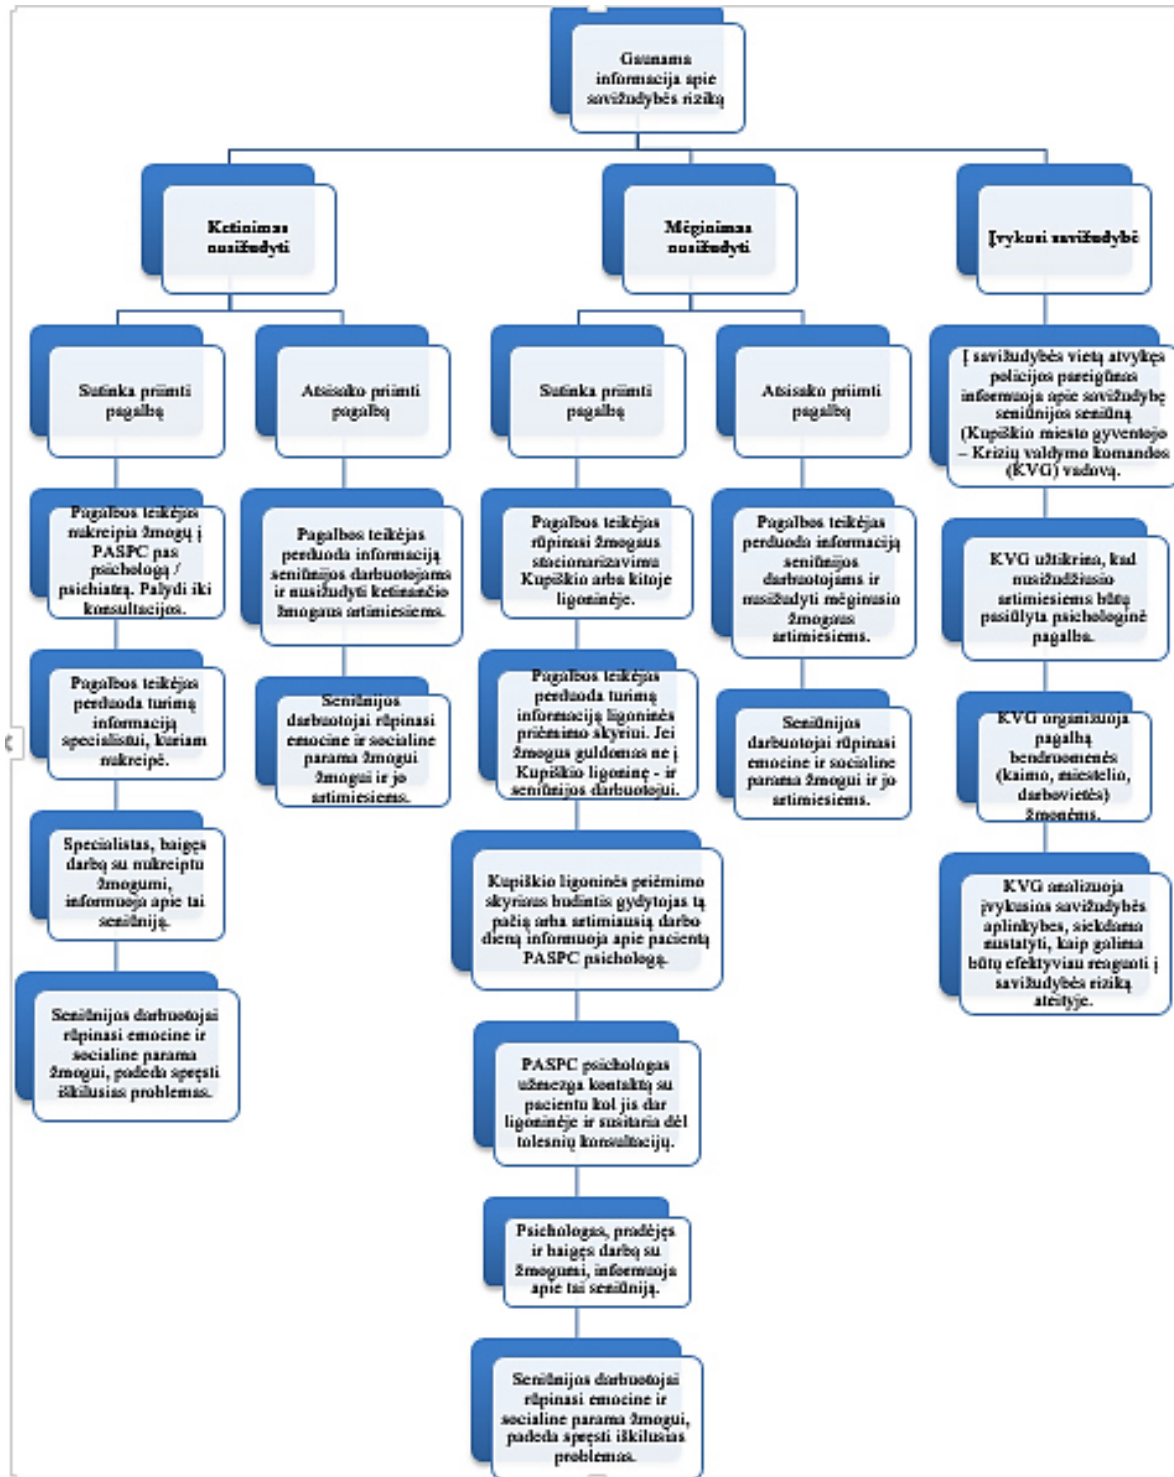 Gaunama
informacija apie
savižudybės riziką
Ketinimas
nusižudyti
Mėginimas
nusižudyti
Įvykusi savižudybė
Sutinka priimti
pagalbą
Atsisako priimti
pagalbą
Sutinka priimti
pagalbą
Atsisako priimti
pagalbą
Į savižudybės vietą atvykęs
policijos pareigūnas
informuoja apie savižudybę
seniūnijos seniūną
(Kupiškio miesto gyventojo
– Krizių valdymo komandos
(KVG) vadovą.
Pagalbos teikėjas
nukreipia žmogų į
PASPC pas
psichologą /
psichiatrą. Palydi iki
konsultacijos.
Pagalbos teikėjas
perduoda informaciją
seniūnijos darbuotojams
ir nusižudyti ketinančio
žmogaus artimiesiems.
Pagalbos teikėjas
rūpinasi žmogaus
stacionarizavimu
Kupiškio arba kitoje
ligoninėje.
Pagalbos teikėjas
perduoda informaciją
seniūnijos
darbuotojams ir
nusižudyti mėginusio
žmogaus
artimiesiems.
KVG užtikrina, kad
nusižudžiusio
artimiesiems būtų
pasiūlyta psichologinė
pagalba.
Pagalbos teikėjas
perduoda turimą
informaciją
specialistui, kuriam
nukreipė.
Seniūnijos
darbuotojai rūpinasi
emocine ir socialine
parama žmogui
žmogui ir jo
artimiesiems.
Pagalbos teikėjas
perduoda turimą
informaciją ligoninės
priėmimo skyriui. Jei
žmogus guldomas ne į
Kupiškio ligoninę - ir
seniūnijos darbuotojui.
Seniūnijos
darbuotojai rūpinasi
emocine ir socialine
parama žmogui ir jo
artimiesiems.
KVG organizuoja
pagalbą
bendruomenės
(kaimo, miestelio,
darbovietės)
žmonėms.
Specialistas, baigęs
darbą su nukreiptu
žmogumi,
informuoja apie tai
seniūniją.
Kupiškio ligoninės priėmimo
skyriaus budintis gydytojas tą
pačią arba artimiausią darbo
dieną informuoja apie pacientą
PASPC psichologą.
KVG analizuoja
įvykusios savižudybės
aplinkybes, siekdama
nustatyti, kaip galima
būtų efektyviau reaguoti į
savižudybės riziką
ateityje.
Seniūnijos darbuotojai
rūpinasi emocine ir
socialine parama
žmogui, padeda spręsti
iškilusias problemas.
PASPC psichologas
užmezga kontaktą su
pacientu kol jis dar
ligoninėje ir susitaria dėl
tolesnių konsultacijų.
Psichologas, pradėjęs
ir baigęs darbą su
žmogumi, informuoja
apie tai seniūniją.
Seniūnijos darbuotojai
rūpinasi emocine ir
socialine parama žmogui,
padeda spręsti iškilusias
problemas.